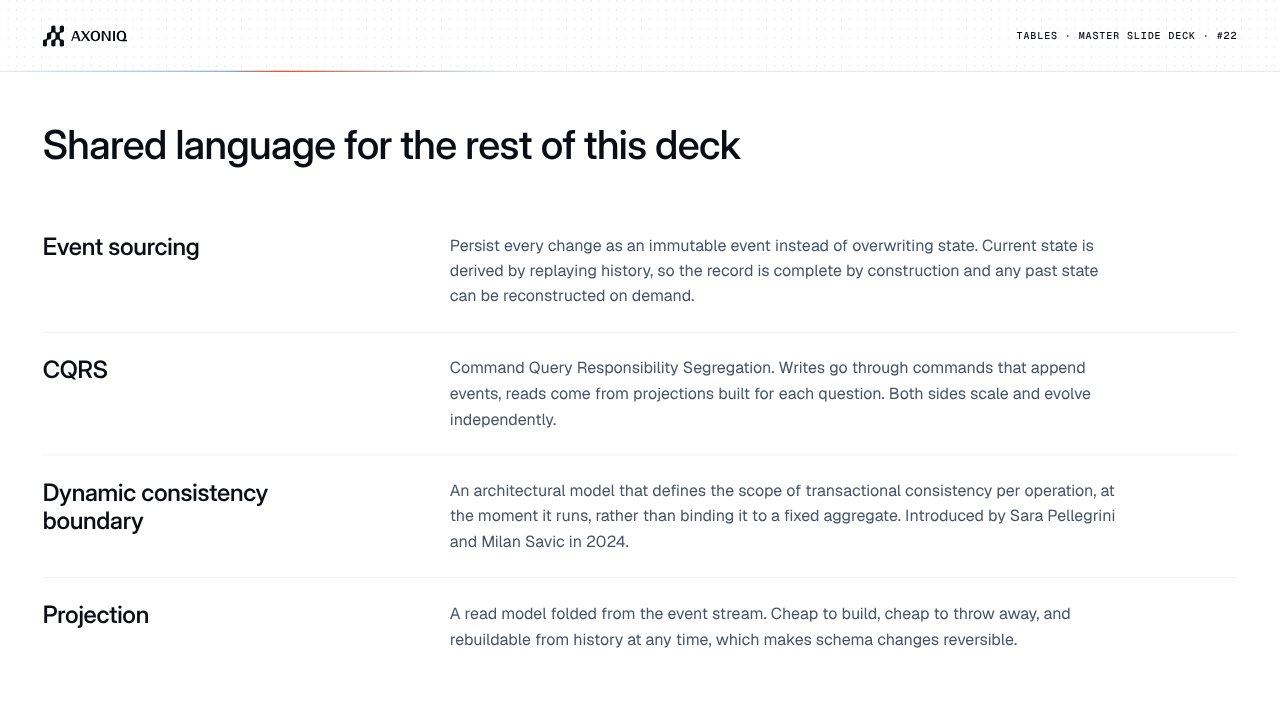 AXONIQ
TABLES · MASTER SLIDE DECK · #22
Shared language for the rest of this deck
Event sourcing
Persist every change as an immutable event instead of overwriting state. Current state is
derived by replaying history, so the record is complete by construction and any past state
can be reconstructed on demand.
CQRS
Command Query Responsibility Segregation. Writes go through commands that append
events, reads come from projections built for each question. Both sides scale and evolve
independently.
Dynamic consistency
boundary
An architectural model that defines the scope of transactional consistency per operation, at
the moment it runs, rather than binding it to a fixed aggregate. Introduced by Sara Pellegrini
and Milan Savic in 2024.
Projection
A read model folded from the event stream. Cheap to build, cheap to throw away, and
rebuildable from history at any time, which makes schema changes reversible.